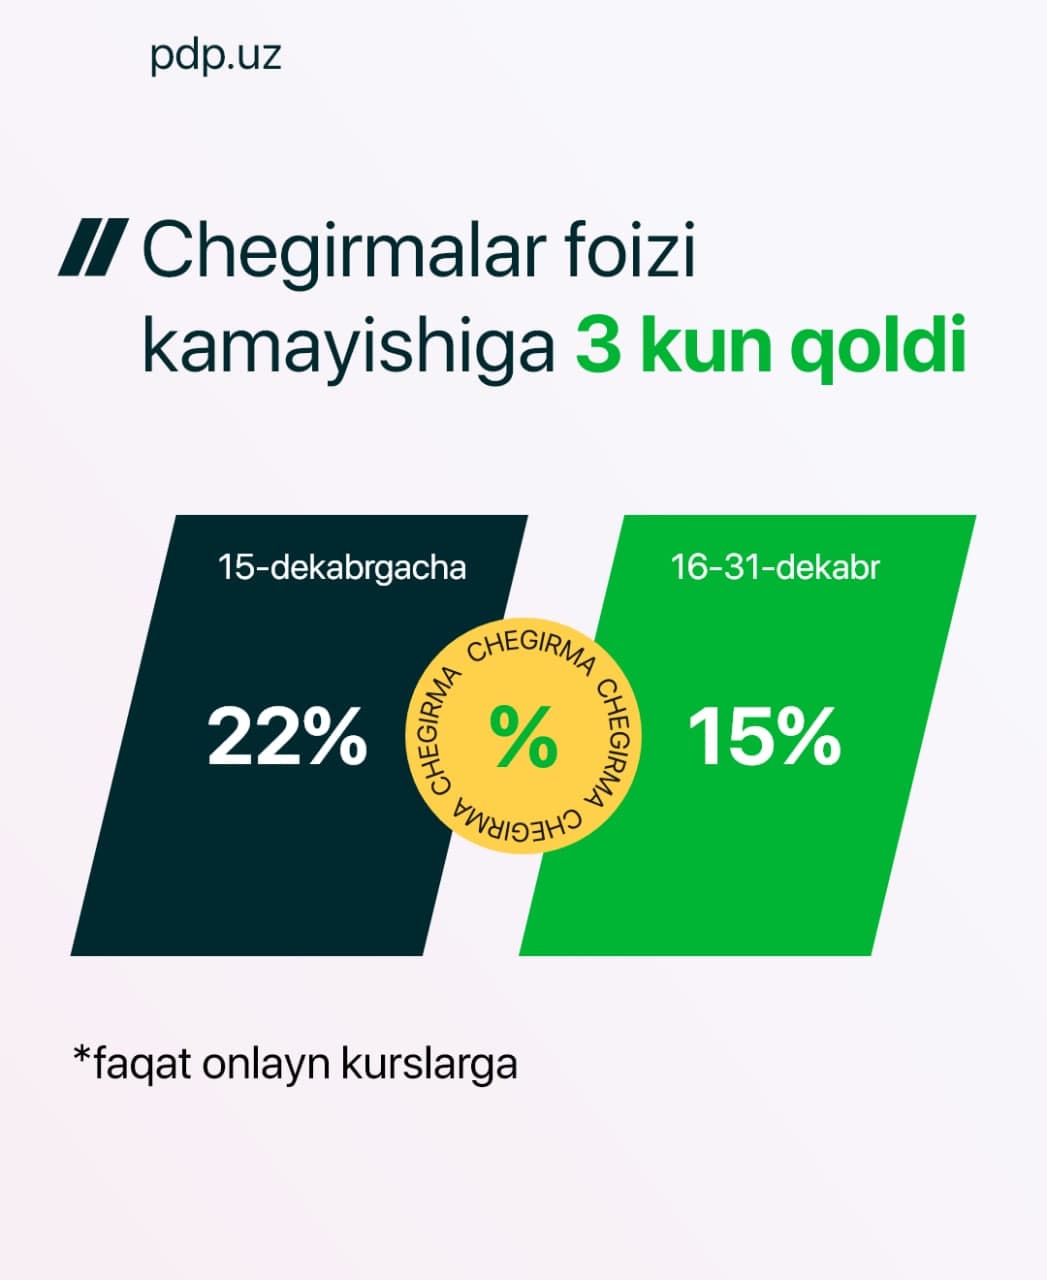 pdp.uz
Chegirmalar foizi
kamayishiga 3 kun qoldi
15-dekabrgacha
22%
CHEGIRMA CHEGIRMA CHEGIRMA CHEGIRMA
%
16-31-dekabr
15%
*faqat onlayn kurslarga